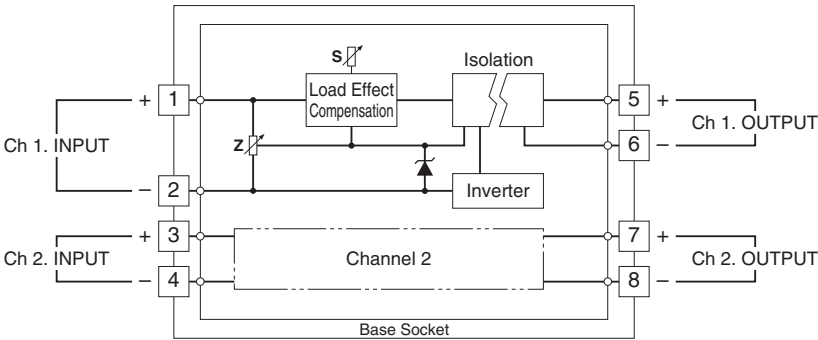 S
Isolation
Load Effect
Compensation
+ 1
5 +
Ch 1. INPUT
Ch 1. OUTPUT
Z
6 −
− 2
Inverter
+ 3
7 +
Ch 2. INPUT
Channel 2
Ch 2. OUTPUT
− 4
8 −
Base Socket